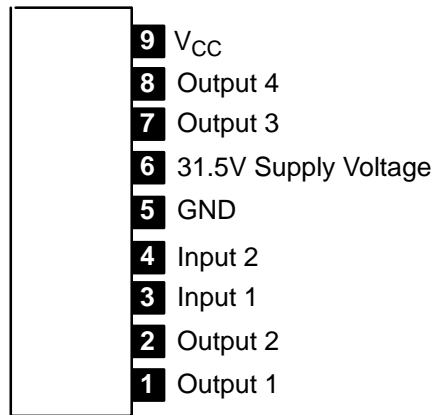 9 VCC
8 Output 4
7 Output 3
6 31.5V Supply Voltage
5 GND
4 Input 2
3 Input 1
2 Output 2
1 Output 1